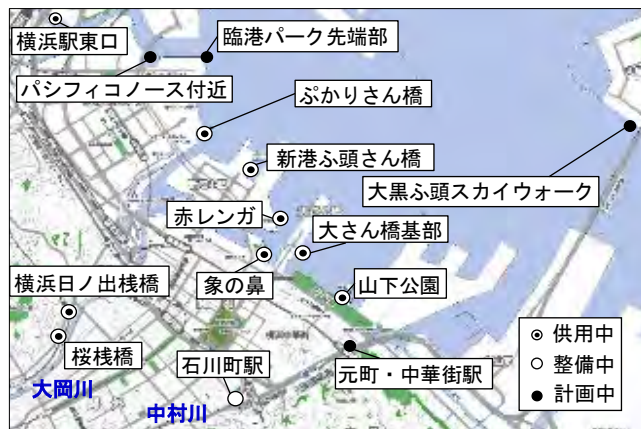 横浜駅東口
臨港パーク先端部
パシフィコノース付近
ぷかりさん橋
新港ふ頭さん橋
大黒ふ頭スカイウォーク
赤レンガ
大さん橋基部
横浜日ノ出桟橋
象の鼻
山下公園
桜桟橋
石川町駅
元町・中華街駅
大岡川
中村川
供用中
整備中
計画中